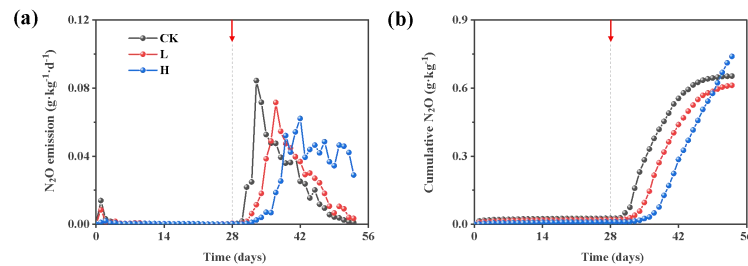 (a)
N₂O emission (g·kg⁻¹·d⁻¹)
0.12
0.08
0.04
0.00
CK
L
H
0
14
28
42
56
Time (days)
(b)
Cumulative N₂O (g·kg⁻¹)
0.9
0.6
0.3
0.0
0
14
28
42
56
Time (days)